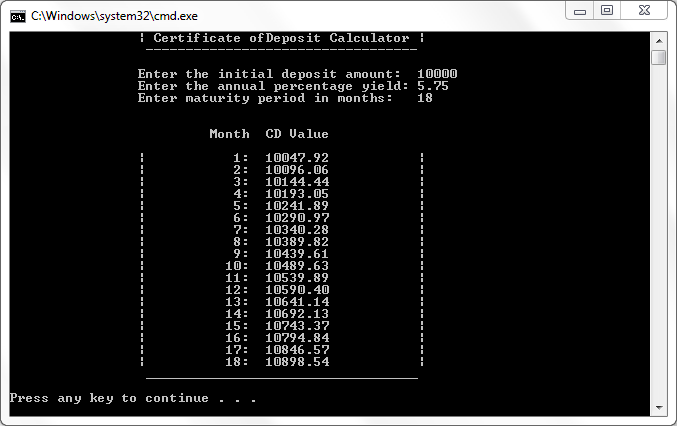 C:\Windows\system32\cmd.exe
¦ Certificate ofDeposit Calculator ¦
__________________________________
Enter the initial deposit amount: 10000
Enter the annual percentage yield: 5.75
Enter maturity period in months: 18
Month CD Value
¦ 1: 10047.92 ¦
¦ 2: 10096.06 ¦
¦ 3: 10144.44 ¦
¦ 4: 10193.05 ¦
¦ 5: 10241.89 ¦
¦ 6: 10290.97 ¦
¦ 7: 10340.28 ¦
¦ 8: 10389.82 ¦
¦ 9: 10439.61 ¦
¦ 10: 10489.63 ¦
¦ 11: 10539.89 ¦
¦ 12: 10590.40 ¦
¦ 13: 10641.14 ¦
¦ 14: 10692.13 ¦
¦ 15: 10743.37 ¦
¦ 16: 10794.84 ¦
¦ 17: 10846.57 ¦
¦ 18: 10898.54 ¦
__________________________________
Press any key to continue . . .